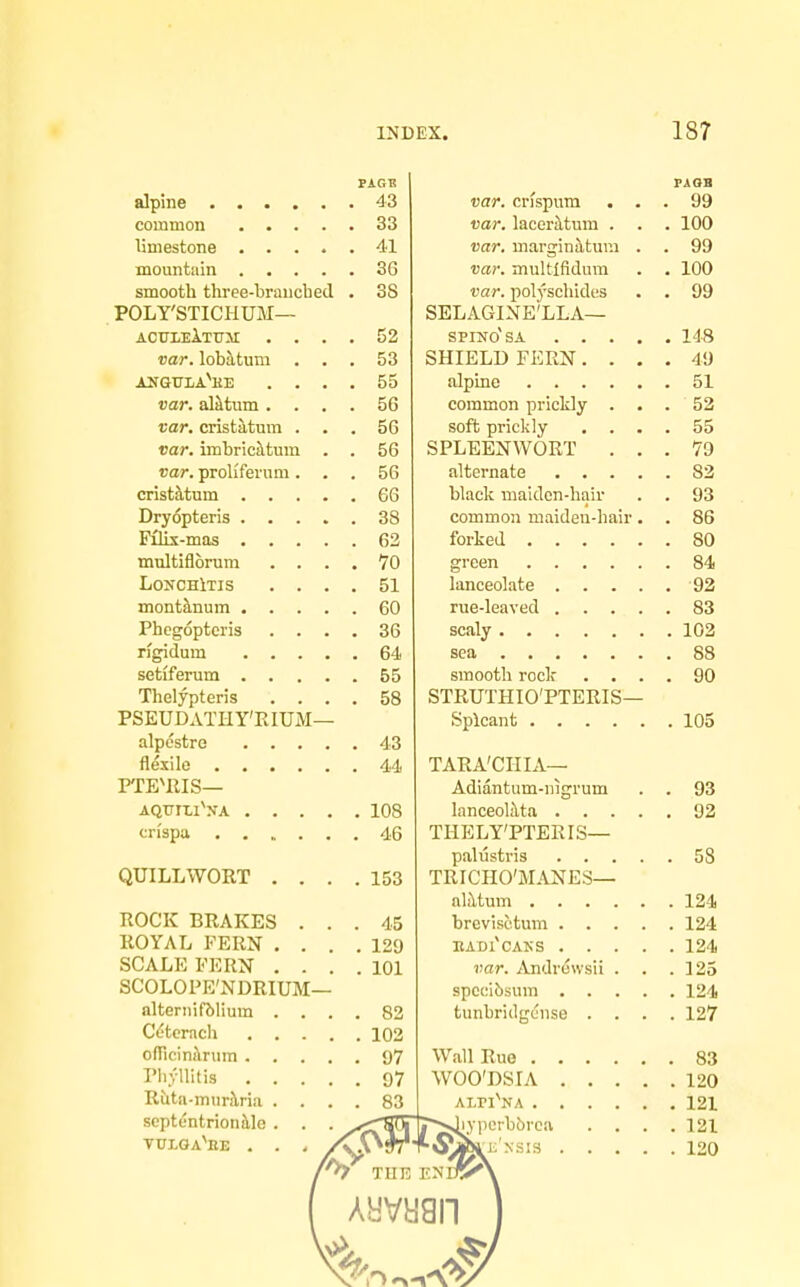 INDEX. 187
PAGE
alpine . . . . . . 43
common . . . . . 33
limestone . . . . . 41
mountain . . . . . 36
smooth three-branched . 38
POLY'STICHUM—
ACULEÀTUM . . . . 52
var. lobàtum . . . 53
ANGULA'RE . . . . 55
var. alàtum . . . . 56
var. cristàtum . . . 56
var. imbricàtum . . 56
var. prolíferum . . . 56
cristàtum . . . . . 66
Dryópteris . . . . . 38
Fílix-mas . . . . . 62
multiflòrum . . . . 70
LONCHÌTIS . . . . 51
montànum . . . . . 60
Phegópteris . . . . 36
rígidum . . . . . 64
setíferum . . . . . 55
Thelýpteris . . . . 58
PSEUDATHY'RIUM—
alpéstre . . . . . 43
fléxile . . . . . . 44
PTE'RIS—
AQUILI'NA . . . . . 108
críspa . . . . . . 46
QUILLWORT . . . . 153
ROCK BRAKES . . . 45
ROYAL FERN . . . . 129
SCALE FERN . . . . 101
SCOLOPE'NDRIUM—
alternifòlium . . . . 82
Céterach . . . . . 102
officinàrum . . . . . 97
Phyllítis . . . . . 97
Rùta-murària . . . . 83
septéntrionàle . . .
VULGA'RE . . . 97
PAGE
var. críspum . . . 99
var. laceràtum . . . 100
var. marginàtum . . 99
var. multífidum . . 100
var. polýschides . . 99
SELAGINE'LLA—
SPINO'SA . . . . . 148
SHIELD FERN . . . . 49
alpine . . . . . . 51
common prickly . . . 52
soft prickly . . . . 55
SPLEENWORT . . . 79
alternate . . . . . 82
black maiden-hair . . 93
common maiden-hair . . 86
forked . . . . . . 80
green . . . . . . 84
lanceolate . . . . . 92
rue-leaved . . . . . 83
scaly . . . . . . . 102
sea . . . . . . . 88
smooth rock . . . . 90
STRUTHIO'PTERIS—
Spìcant . . . . . . 105
TARA'CHIA—
Adiántum-nìgrum . . 93
lanceolàta . . . . . 92
THELY'PTERIS—
palústris . . . . . 58
TRICHO'MANES—
alàtum . . . . . . 124
brevisètum . . . . . 124
RADI'CANS . . . . . 124
var. Andréwsii . . . 125
speciòsum . . . . . 124
tunbridgénse . . . . 127
Wall Rue . . . . . . 83
WOO'DSIA . . . . . 120
ALPI'NA . . . . . . 121
hyperbòrea . . . . 121
E'NSIS . . . . . 120
THE END.
LIBRARY